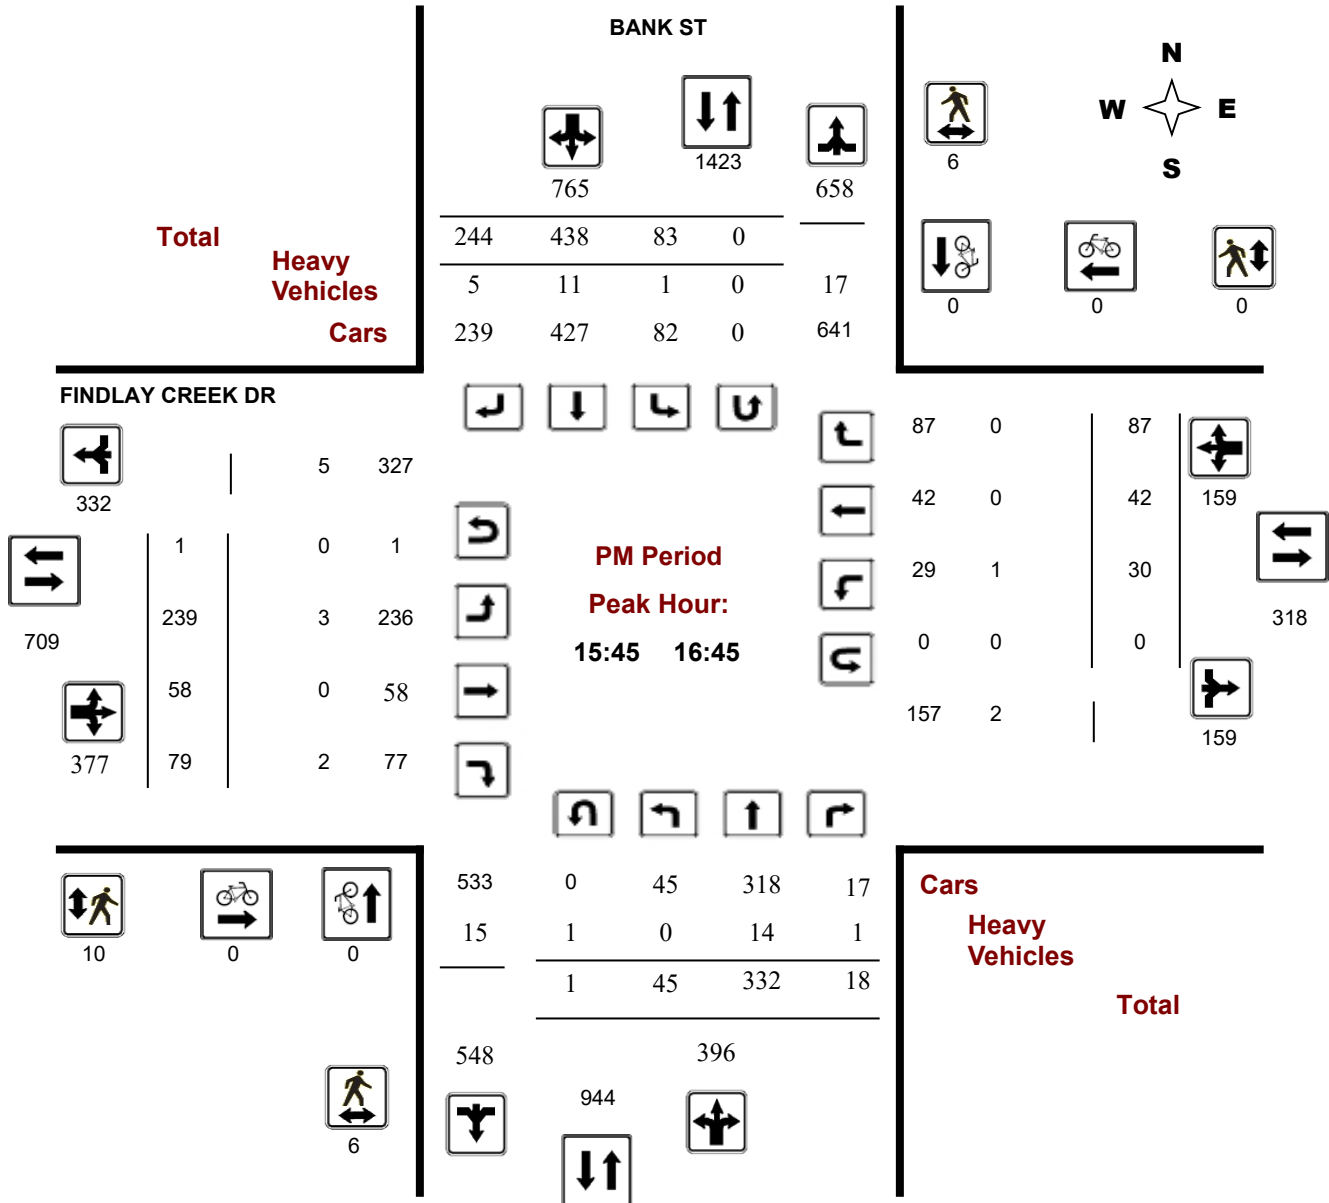 BANK ST
N
W E
S
1423
6
765
658
Total
244 438 83 0
Heavy
Vehicles
5 11 1 0 17
0 0 0
Cars
239 427 82 0 641
FINDLAY CREEK DR
87 0 87
5 327
332
42 0 42
159
1 0 1
PM Period
29 1 30
239 3 236
Peak Hour:
318
709
15:45 16:45
0 0 0
58 0 58
157 2
159
377 79 2 77
533 0 45 318 17
Cars
15 1 0 14 1
Heavy
Vehicles
10 0 0
1 45 332 18
Total
548 396
944
6